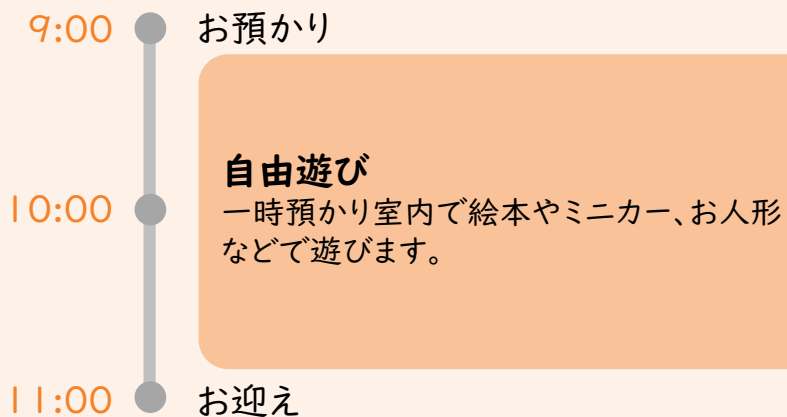 9:00 お預かり
自由遊び
10:00 一時預かり室内で絵本やミニカー、お人形
などで遊びます。
11:00 お迎え